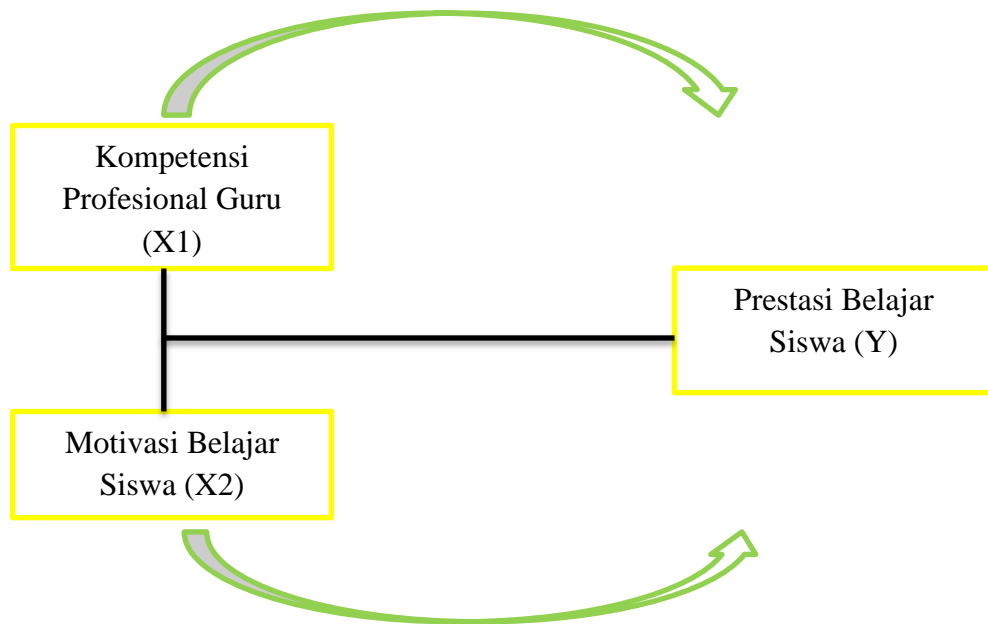 Kompetensi
Profesional Guru
(X1)
Prestasi Belajar
Siswa (Y)
Motivasi Belajar
Siswa (X2)